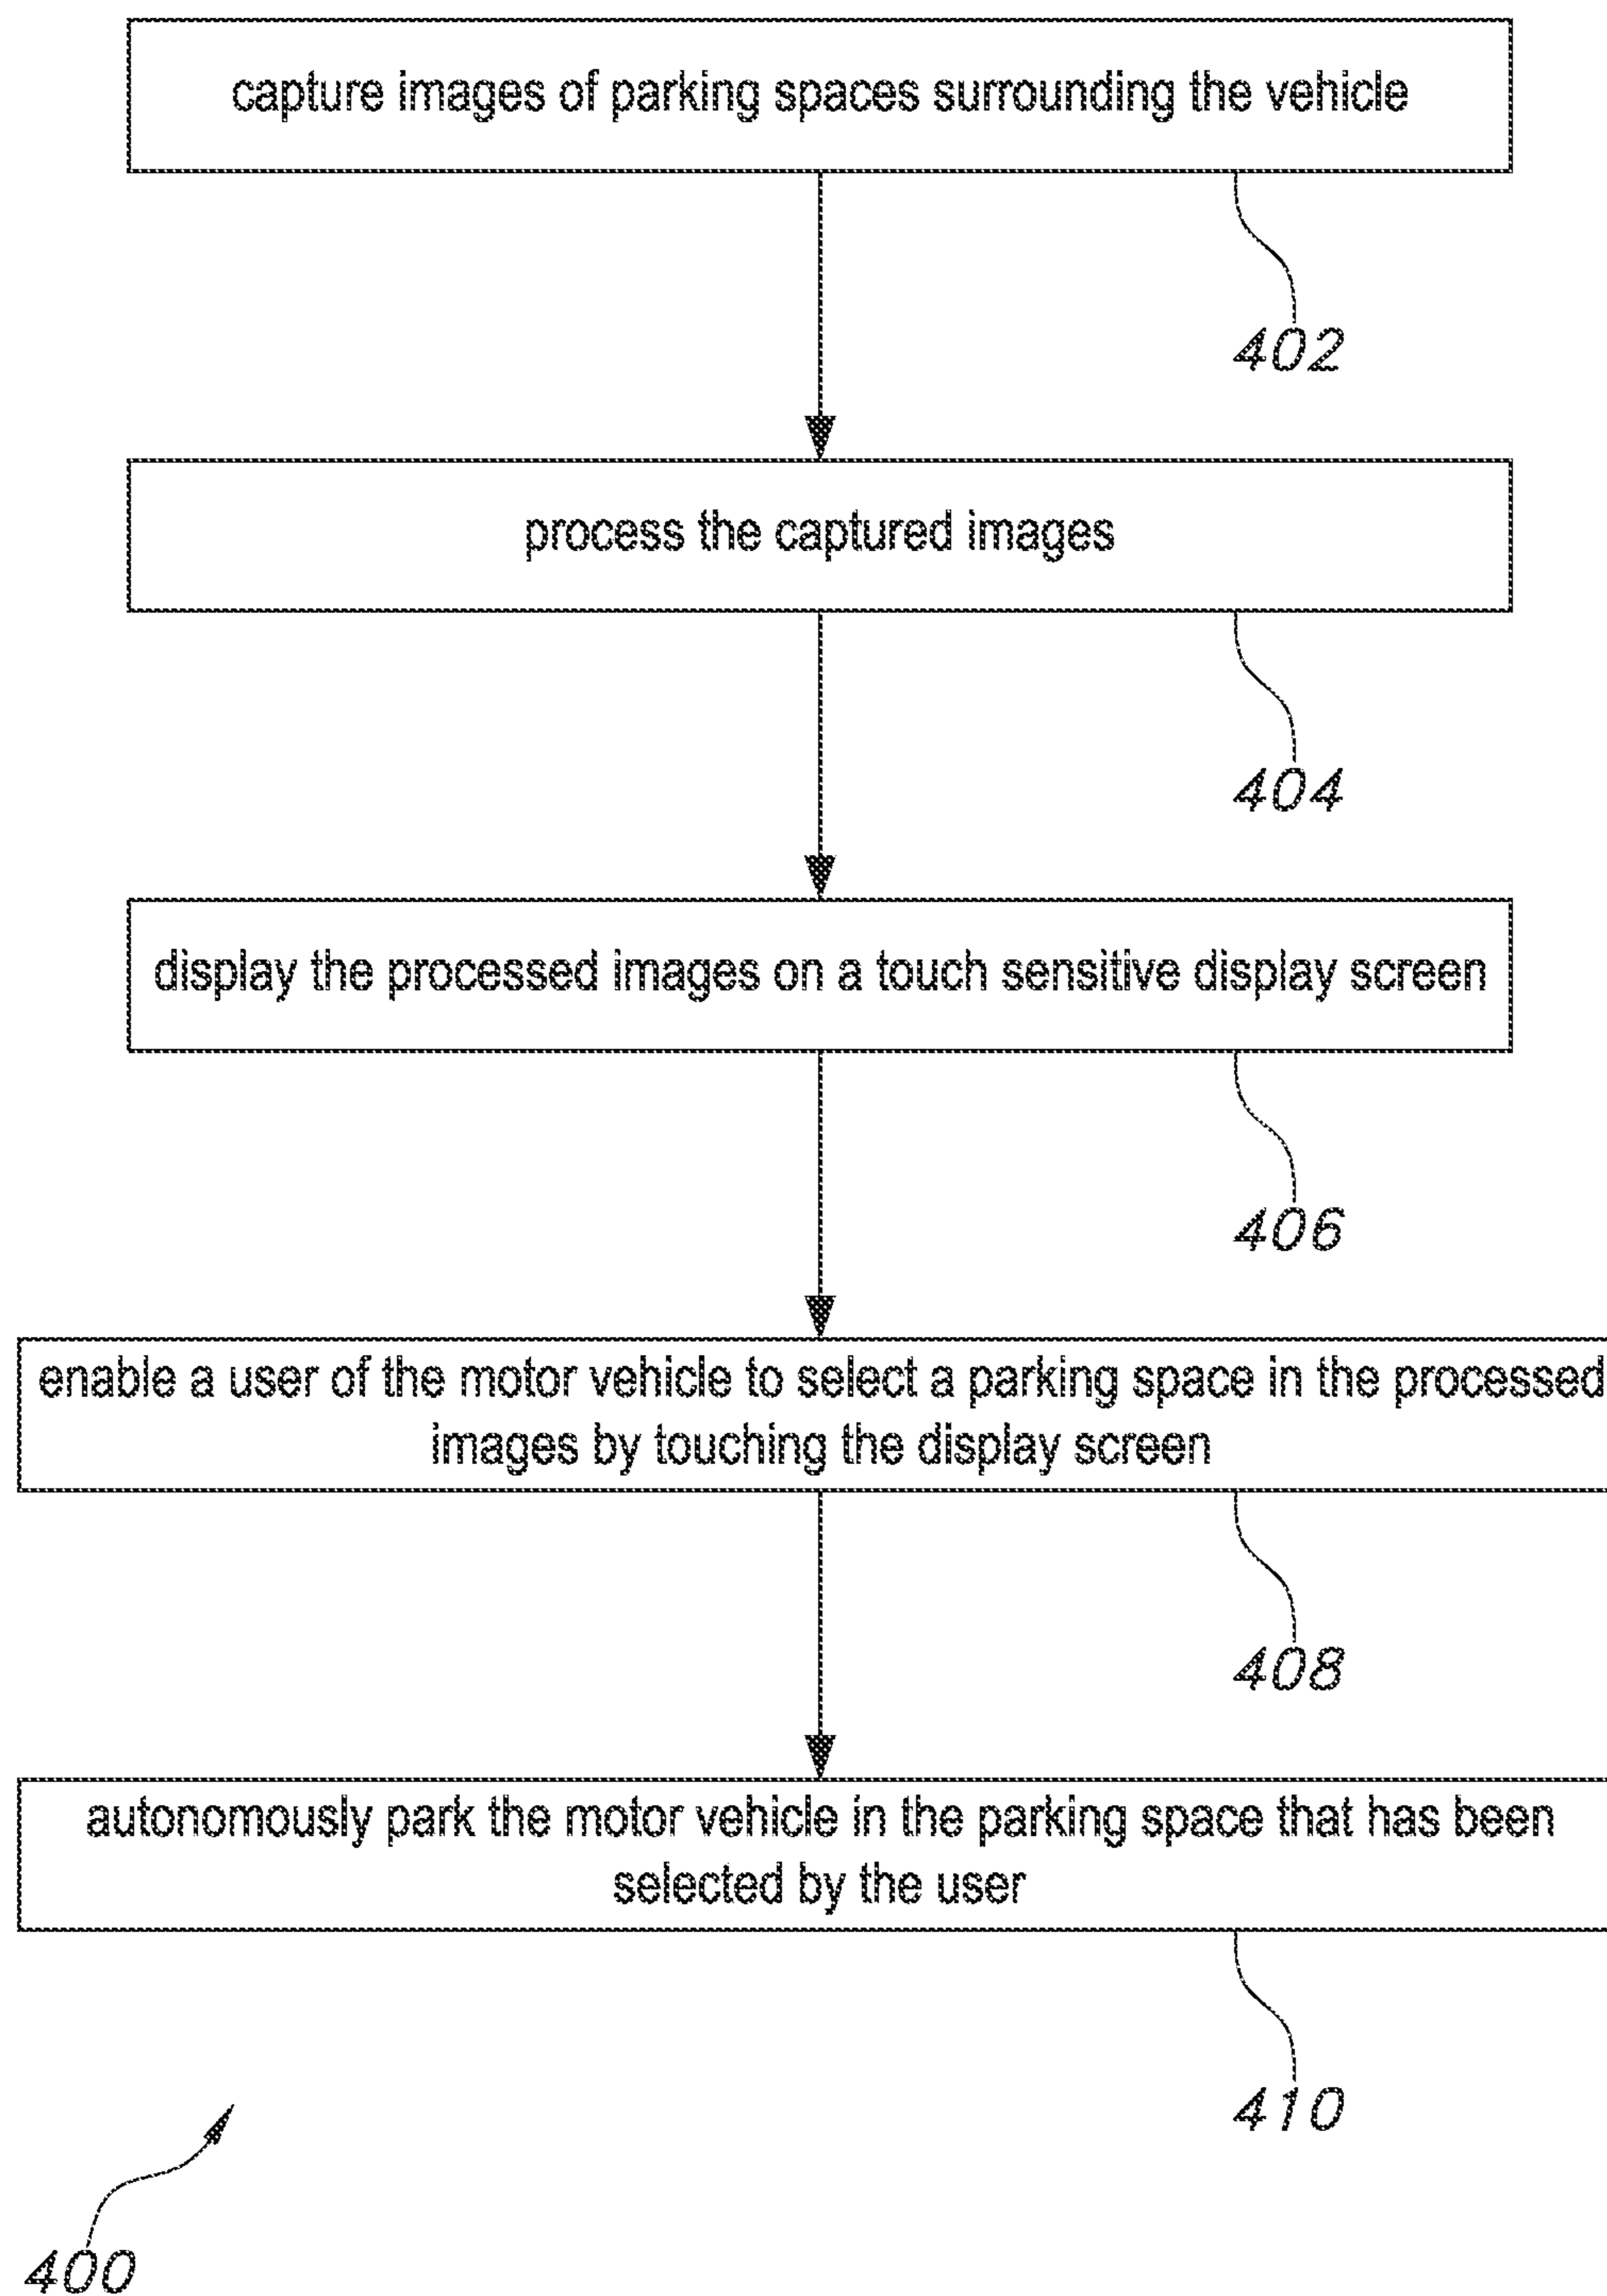 capture images of parking spaces surrounding the vehicle
402
process the captured images
404
display the processed images on a touch sensitive display screen
406
enable a user of the motor vehicle to select a parking space in the processed
images by touching the display screen
408
autonomously park the motor vehicle in the parking space that has been
selected by the user
410
400